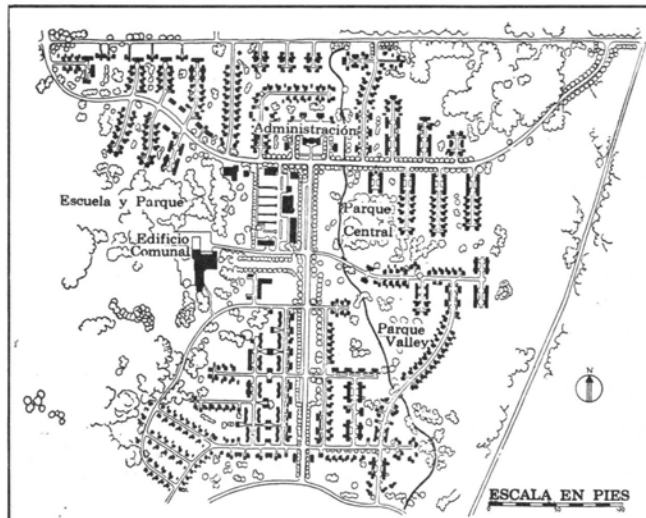 Administración
Escuela y Parque
Parque
Central
Edificio
Comunal
Parque
Valley
N
ESCALA EN PIES